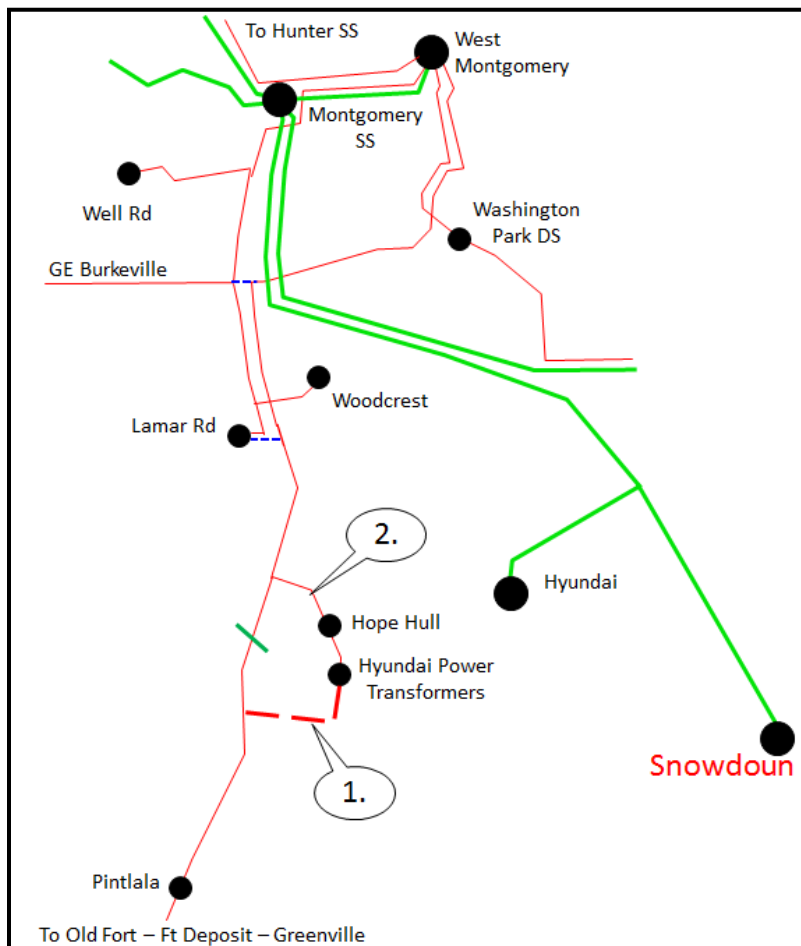 To Hunter SS
West
Montgomery
Montgomery
SS
Well Rd
Washington
Park DS
GE Burkeville
Woodcrest
Lamar Rd
2.
Hyundai
Hope Hull
Hyundai Power
Transformers
Snowdoun
1.
Pintlala
To Old Fort – Ft Deposit – Greenville